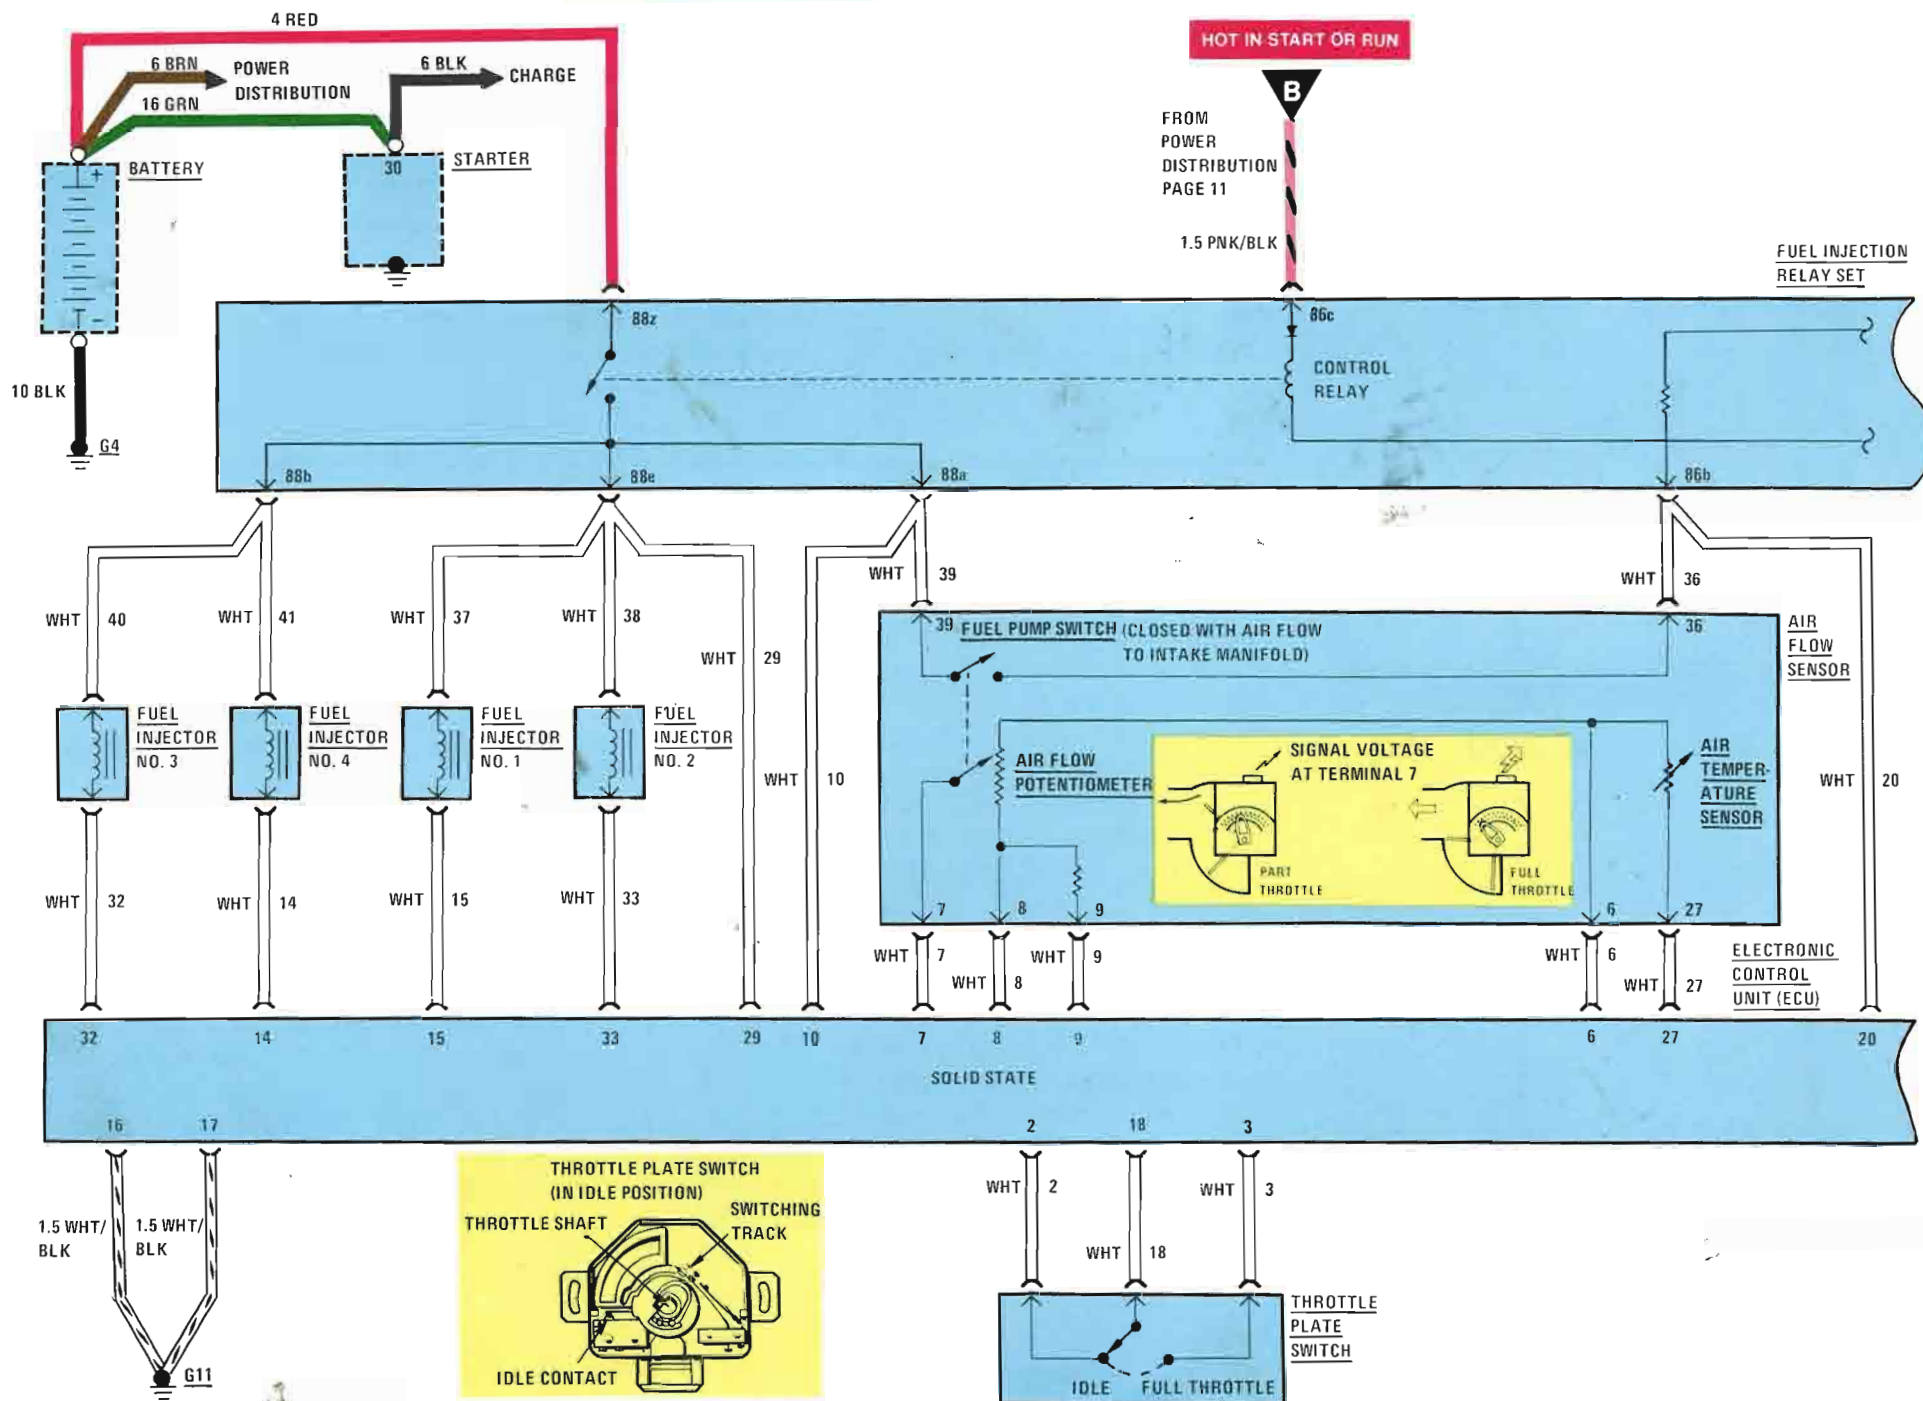 4 RED
6 BRN
POWER
DISTRIBUTION
16 GRN
6 BLK
CHARGE
BATTERY
+
-
30
STARTER
10 BLK
G4
HOT IN START OR RUN
B
FROM
POWER
DISTRIBUTION
PAGE 11
1.5 PNK/BLK
FUEL INJECTION
RELAY SET
88z
86c
CONTROL
RELAY
88b
88e
88a
86b
WHT 40
WHT 41
WHT 37
WHT 38
WHT 29
WHT 10
WHT 39
WHT 36
WHT 20
FUEL
INJECTOR
NO. 3
FUEL
INJECTOR
NO. 4
FUEL
INJECTOR
NO. 1
FUEL
INJECTOR
NO. 2
39
FUEL PUMP SWITCH (CLOSED WITH AIR FLOW
TO INTAKE MANIFOLD)
36
AIR
FLOW
SENSOR
AIR FLOW
POTENTIOMETER
SIGNAL VOLTAGE
AT TERMINAL 7
PART
THROTTLE
FULL
THROTTLE
AIR
TEMPER-
ATURE
SENSOR
7 8 9 6 27
WHT 32
WHT 14
WHT 15
WHT 33
WHT 7
WHT 8
WHT 9
WHT 6
WHT 27
ELECTRONIC
CONTROL
UNIT (ECU)
32 14 15 33 29 10 7 8 9 6 27 20
SOLID STATE
16 17 2 18 3
1.5 WHT/
BLK
1.5 WHT/
BLK
G11
THROTTLE PLATE SWITCH
(IN IDLE POSITION)
THROTTLE SHAFT
SWITCHING
TRACK
IDLE CONTACT
WHT 2
WHT 18
WHT 3
THROTTLE
PLATE
SWITCH
IDLE FULL THROTTLE